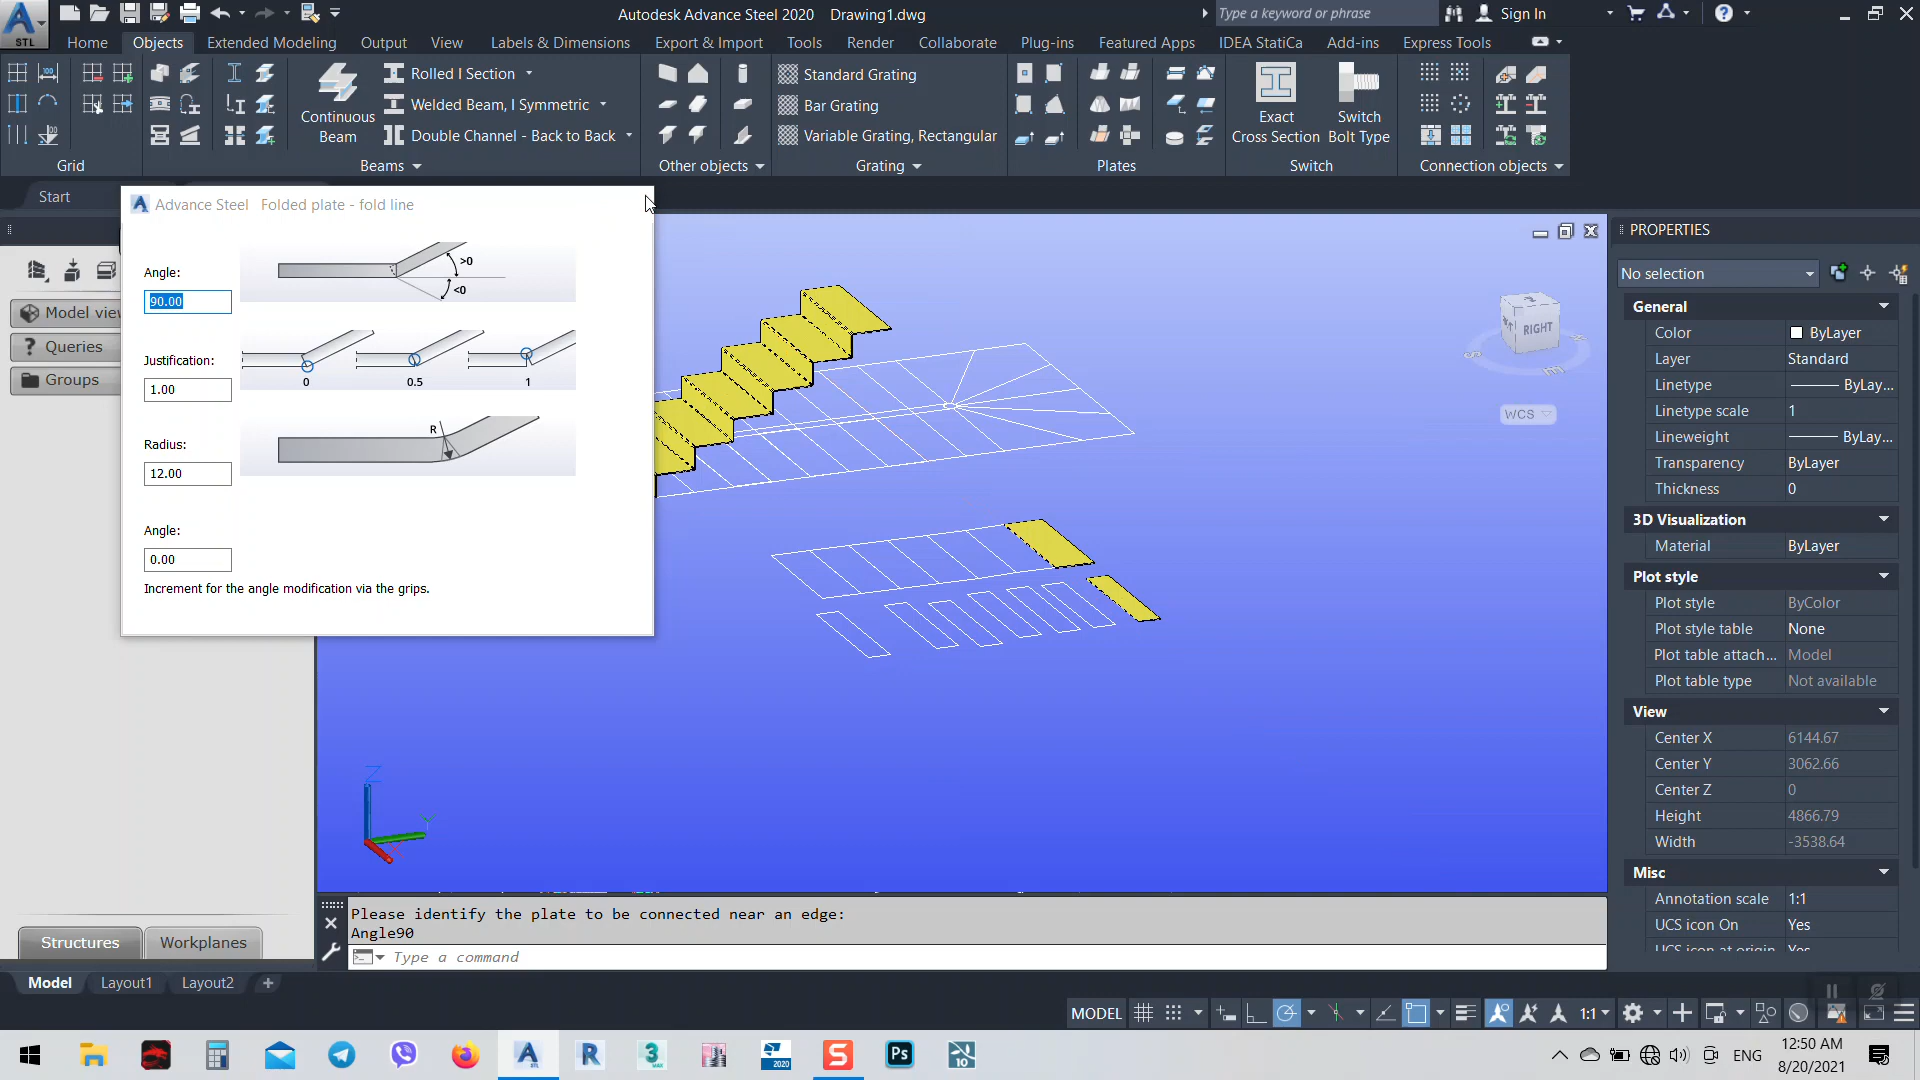 Autodesk Advance Steel 2020 Drawing1.dwg
Type a keyword or phrase
Sign In
STL
Home Objects Extended Modeling Output View Labels & Dimensions Export & Import Tools Render Collaborate Plug-ins Featured Apps IDEA StatiCa Add-ins Express Tools
Continuous Beam
Rolled I Section
Welded Beam, I Symmetric
Double Channel - Back to Back
Standard Grating
Bar Grating
Variable Grating, Rectangular
Exact Cross Section
Switch Bolt Type
Grid Beams Other objects Grating Plates Switch Connection objects
Start
Advance Steel Folded plate - fold line
Angle:
90.00
>0
<0
Justification:
1.00
0 0.5 1
Radius:
12.00
R
Angle:
0.00
Increment for the angle modification via the grips.
Model view
Queries
Groups
Structures Workplanes
RIGHT
WCS
Z
Y
PROPERTIES
No selection
General
Color ByLayer
Layer Standard
Linetype ByLay...
Linetype scale 1
Lineweight ByLay...
Transparency ByLayer
Thickness 0
3D Visualization
Material ByLayer
Plot style
Plot style ByColor
Plot style table None
Plot table attach... Model
Plot table type Not available
View
Center X 6144.67
Center Y 3062.66
Center Z 0
Height 4866.79
Width -3538.64
Misc
Annotation scale 1:1
UCS icon On Yes
UCS icon at origin Yes
Please identify the plate to be connected near an edge:
Angle90
Type a command
Model Layout1 Layout2
MODEL 1:1
ENG
12:50 AM
8/20/2021